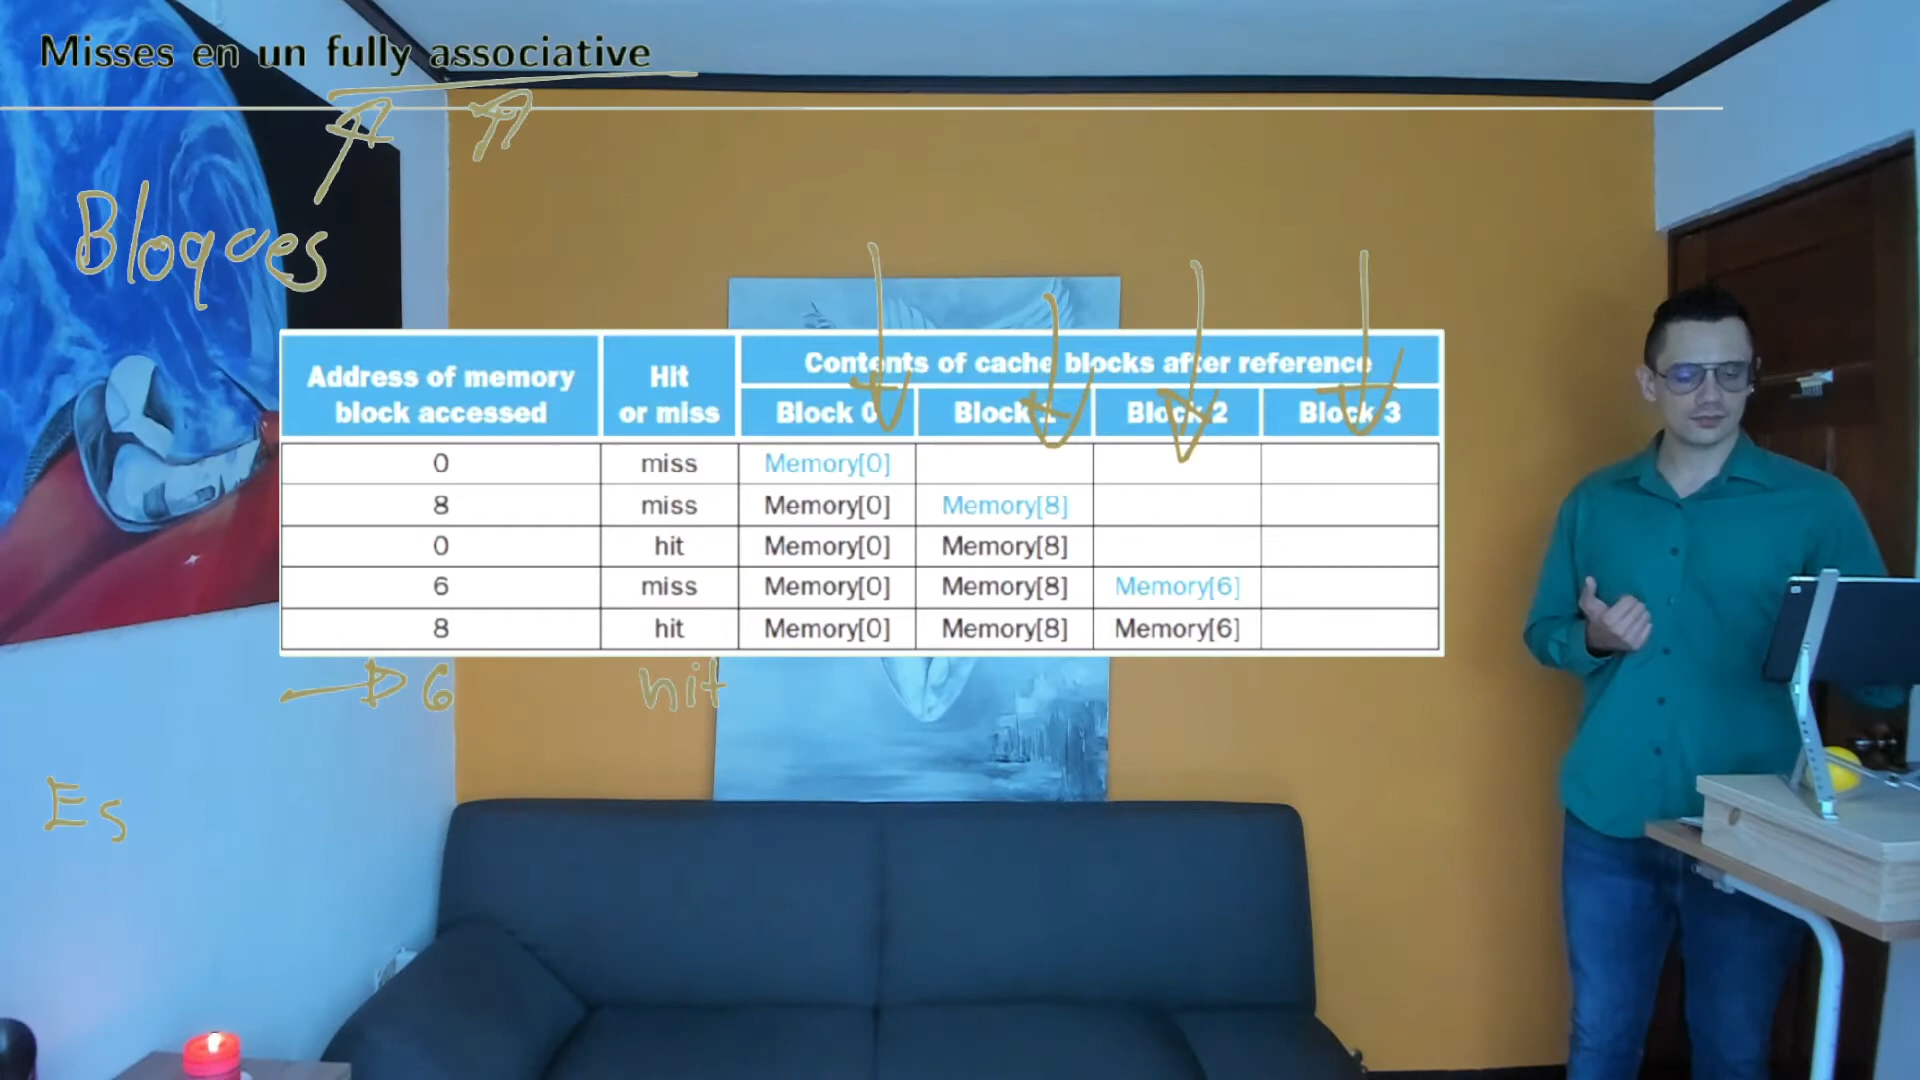 Misses en un fully associative
Bloques
Address of memory block accessed
Hit or miss
Contents of cache blocks after reference
Block 0 Block 1 Block 2 Block 3
0 miss Memory[0]
8 miss Memory[0] Memory[8]
0 hit Memory[0] Memory[8]
6 miss Memory[0] Memory[8] Memory[6]
8 hit Memory[0] Memory[8] Memory[6]
6 hit
Es